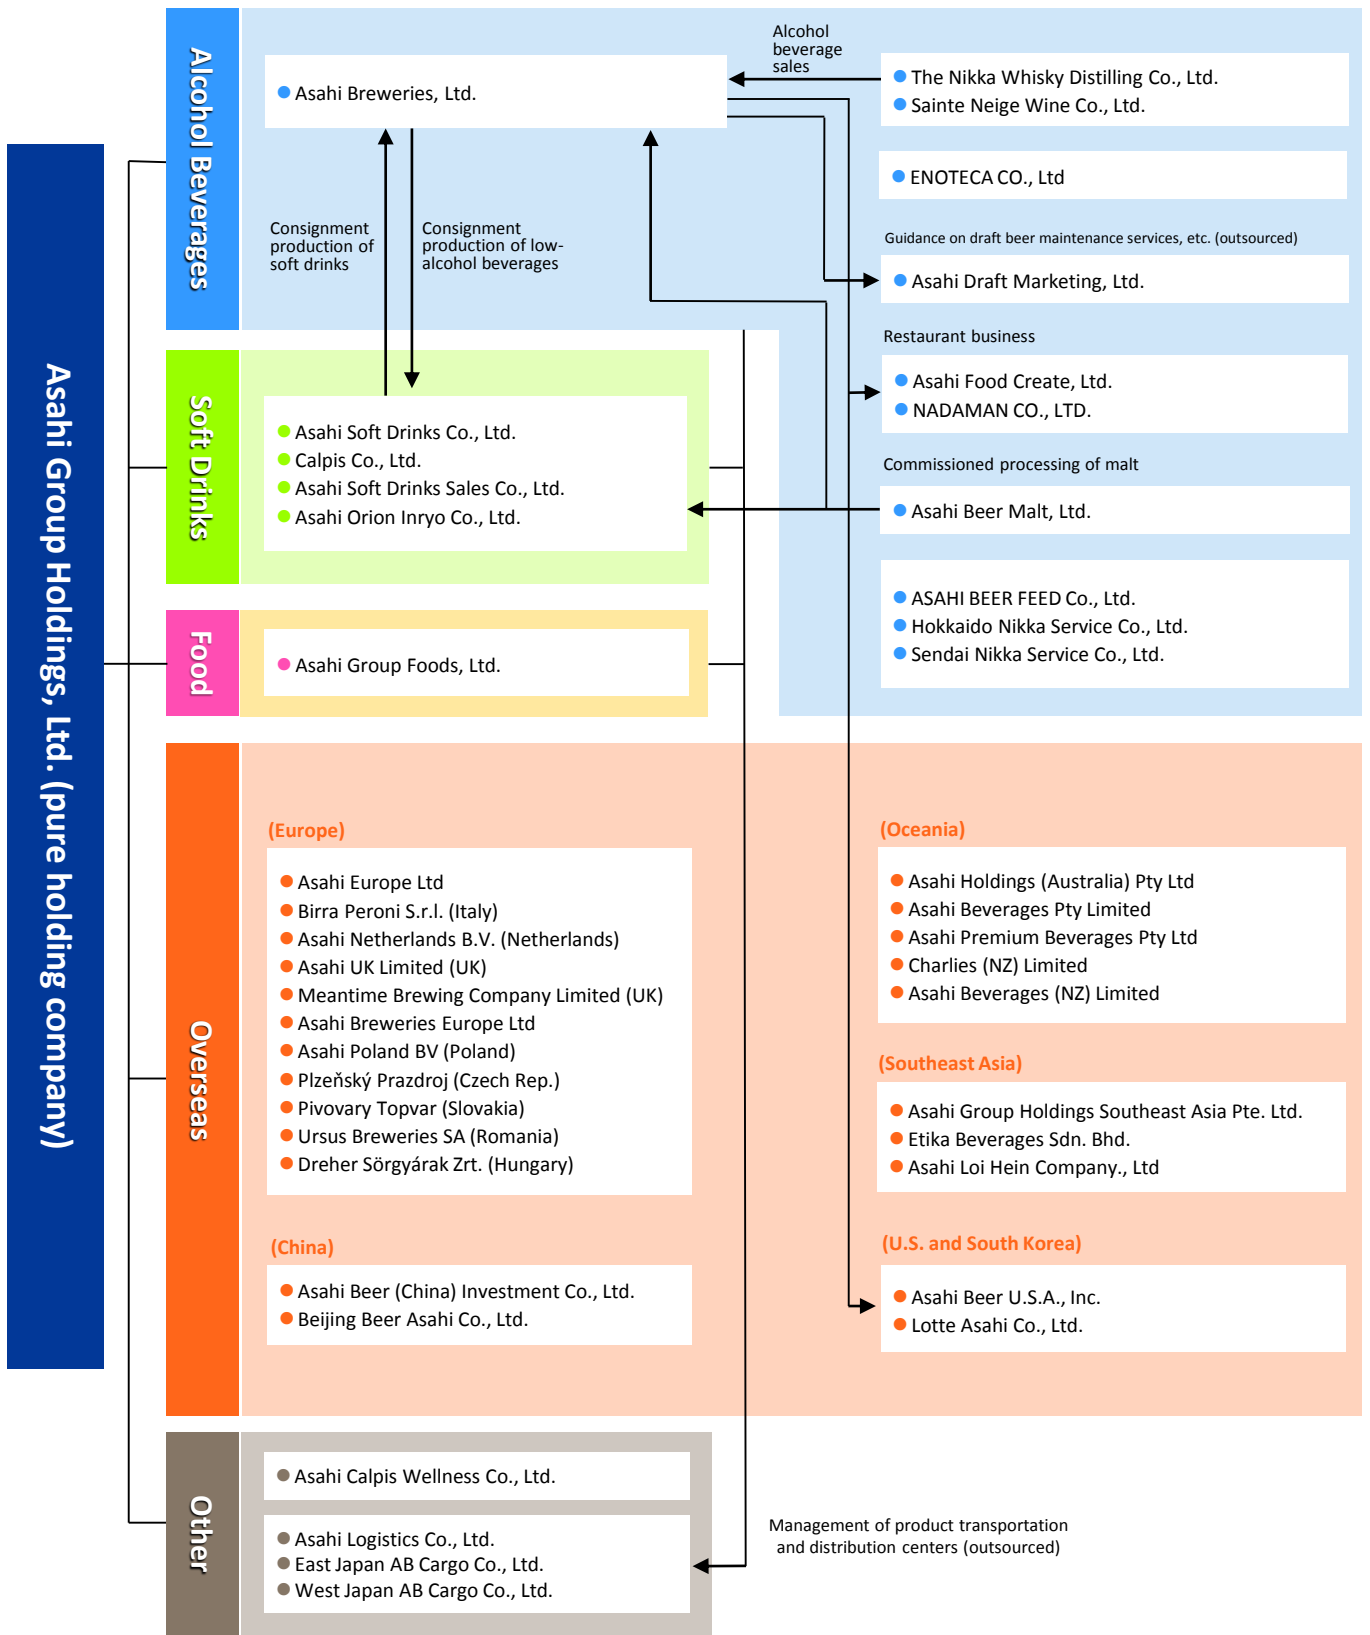 Asahi Group Holdings, Ltd. (pure holding company)
Alcohol Beverages
Asahi Breweries, Ltd.
Alcohol
beverage
sales
The Nikka Whisky Distilling Co., Ltd.
Sainte Neige Wine Co., Ltd.
ENOTECA CO., Ltd
Consignment
production of
soft drinks
Consignment
production of low-
alcohol beverages
Guidance on draft beer maintenance services, etc. (outsourced)
Asahi Draft Marketing, Ltd.
Restaurant business
Asahi Food Create, Ltd.
NADAMAN CO., LTD.
Commissioned processing of malt
Asahi Beer Malt, Ltd.
ASAHI BEER FEED Co., Ltd.
Hokkaido Nikka Service Co., Ltd.
Sendai Nikka Service Co., Ltd.
Soft Drinks
Asahi Soft Drinks Co., Ltd.
Calpis Co., Ltd.
Asahi Soft Drinks Sales Co., Ltd.
Asahi Orion Inryo Co., Ltd.
Food
Asahi Group Foods, Ltd.
Overseas
(Europe)
Asahi Europe Ltd
Birra Peroni S.r.l. (Italy)
Asahi Netherlands B.V. (Netherlands)
Asahi UK Limited (UK)
Meantime Brewing Company Limited (UK)
Asahi Breweries Europe Ltd
Asahi Poland BV (Poland)
Plzeňský Prazdroj (Czech Rep.)
Pivovary Topvar (Slovakia)
Ursus Breweries SA (Romania)
Dreher Sörgyárak Zrt. (Hungary)
(China)
Asahi Beer (China) Investment Co., Ltd.
Beijing Beer Asahi Co., Ltd.
(Oceania)
Asahi Holdings (Australia) Pty Ltd
Asahi Beverages Pty Limited
Asahi Premium Beverages Pty Ltd
Charlies (NZ) Limited
Asahi Beverages (NZ) Limited
(Southeast Asia)
Asahi Group Holdings Southeast Asia Pte. Ltd.
Etika Beverages Sdn. Bhd.
Asahi Loi Hein Company., Ltd
(U.S. and South Korea)
Asahi Beer U.S.A., Inc.
Lotte Asahi Co., Ltd.
Other
Asahi Calpis Wellness Co., Ltd.
Asahi Logistics Co., Ltd.
East Japan AB Cargo Co., Ltd.
West Japan AB Cargo Co., Ltd.
Management of product transportation
and distribution centers (outsourced)